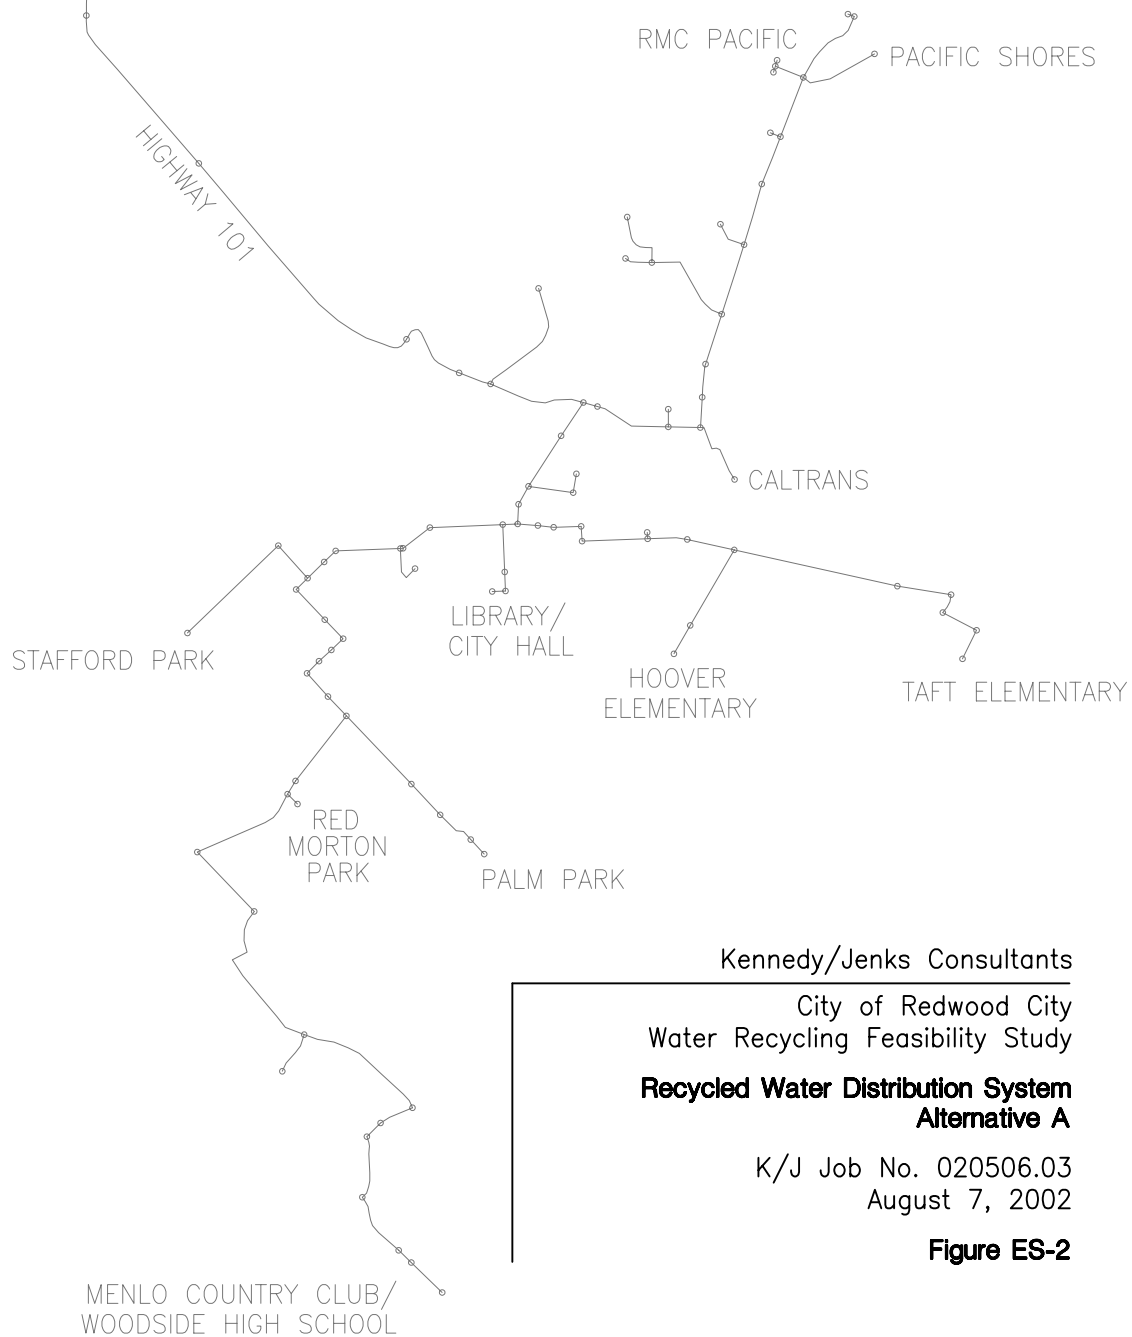 RMC PACIFIC
PACIFIC SHORES
HIGHWAY 101
CALTRANS
LIBRARY/
CITY HALL
STAFFORD PARK
HOOVER
ELEMENTARY
TAFT ELEMENTARY
RED
MORTON
PARK
PALM PARK
Kennedy/Jenks Consultants
City of Redwood City
Water Recycling Feasibility Study
Recycled Water Distribution System
Alternative A
K/J Job No. 020506.03
August 7, 2002
Figure ES-2
MENLO COUNTRY CLUB/
WOODSIDE HIGH SCHOOL